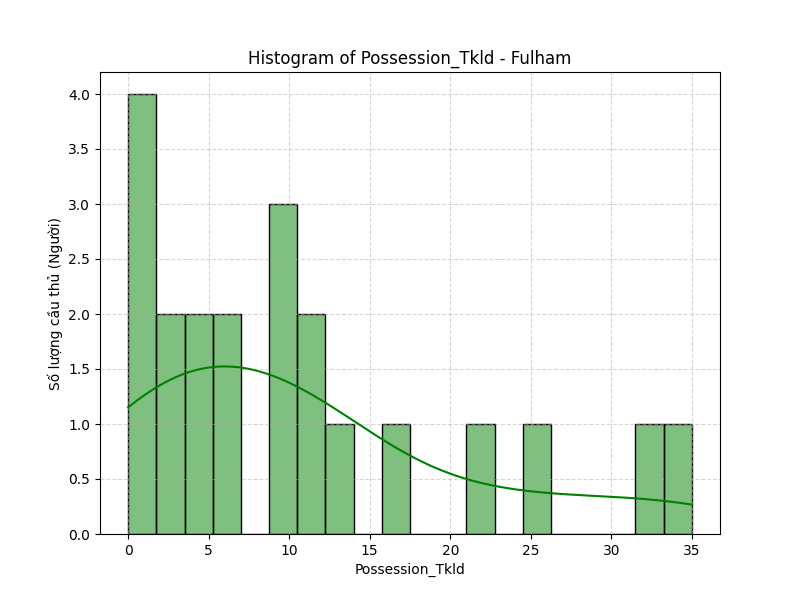 Histogram of Possession_Tkld - Fulham
4.0
3.5
3.0
2.5
2.0
1.5
1.0
0.5
0.0
Số lượng cầu thủ (Người)
0 5 10 15 20 25 30 35
Possession_Tkld